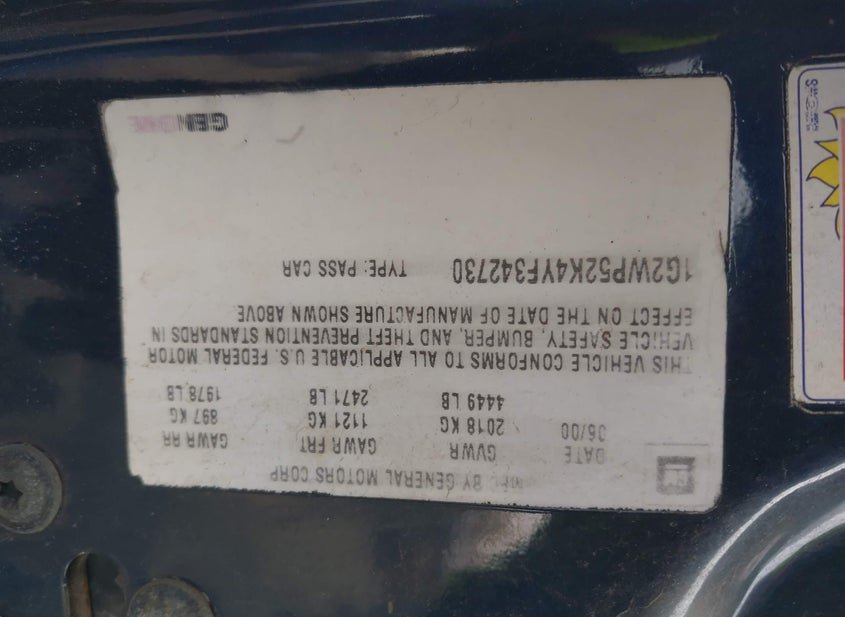 MFD BY GENERAL MOTORS CORP
DATE GVWR GAWR FRT GAWR RR
06/00 2018 KG 1121 KG 897 KG
4449 LB 2471 LB 1978 LB
THIS VEHICLE CONFORMS TO ALL APPLICABLE U.S. FEDERAL MOTOR
VEHICLE SAFETY, BUMPER, AND THEFT PREVENTION STANDARDS IN
EFFECT ON THE DATE OF MANUFACTURE SHOWN ABOVE
1G2WP52K4YF342730 TYPE: PASS CAR